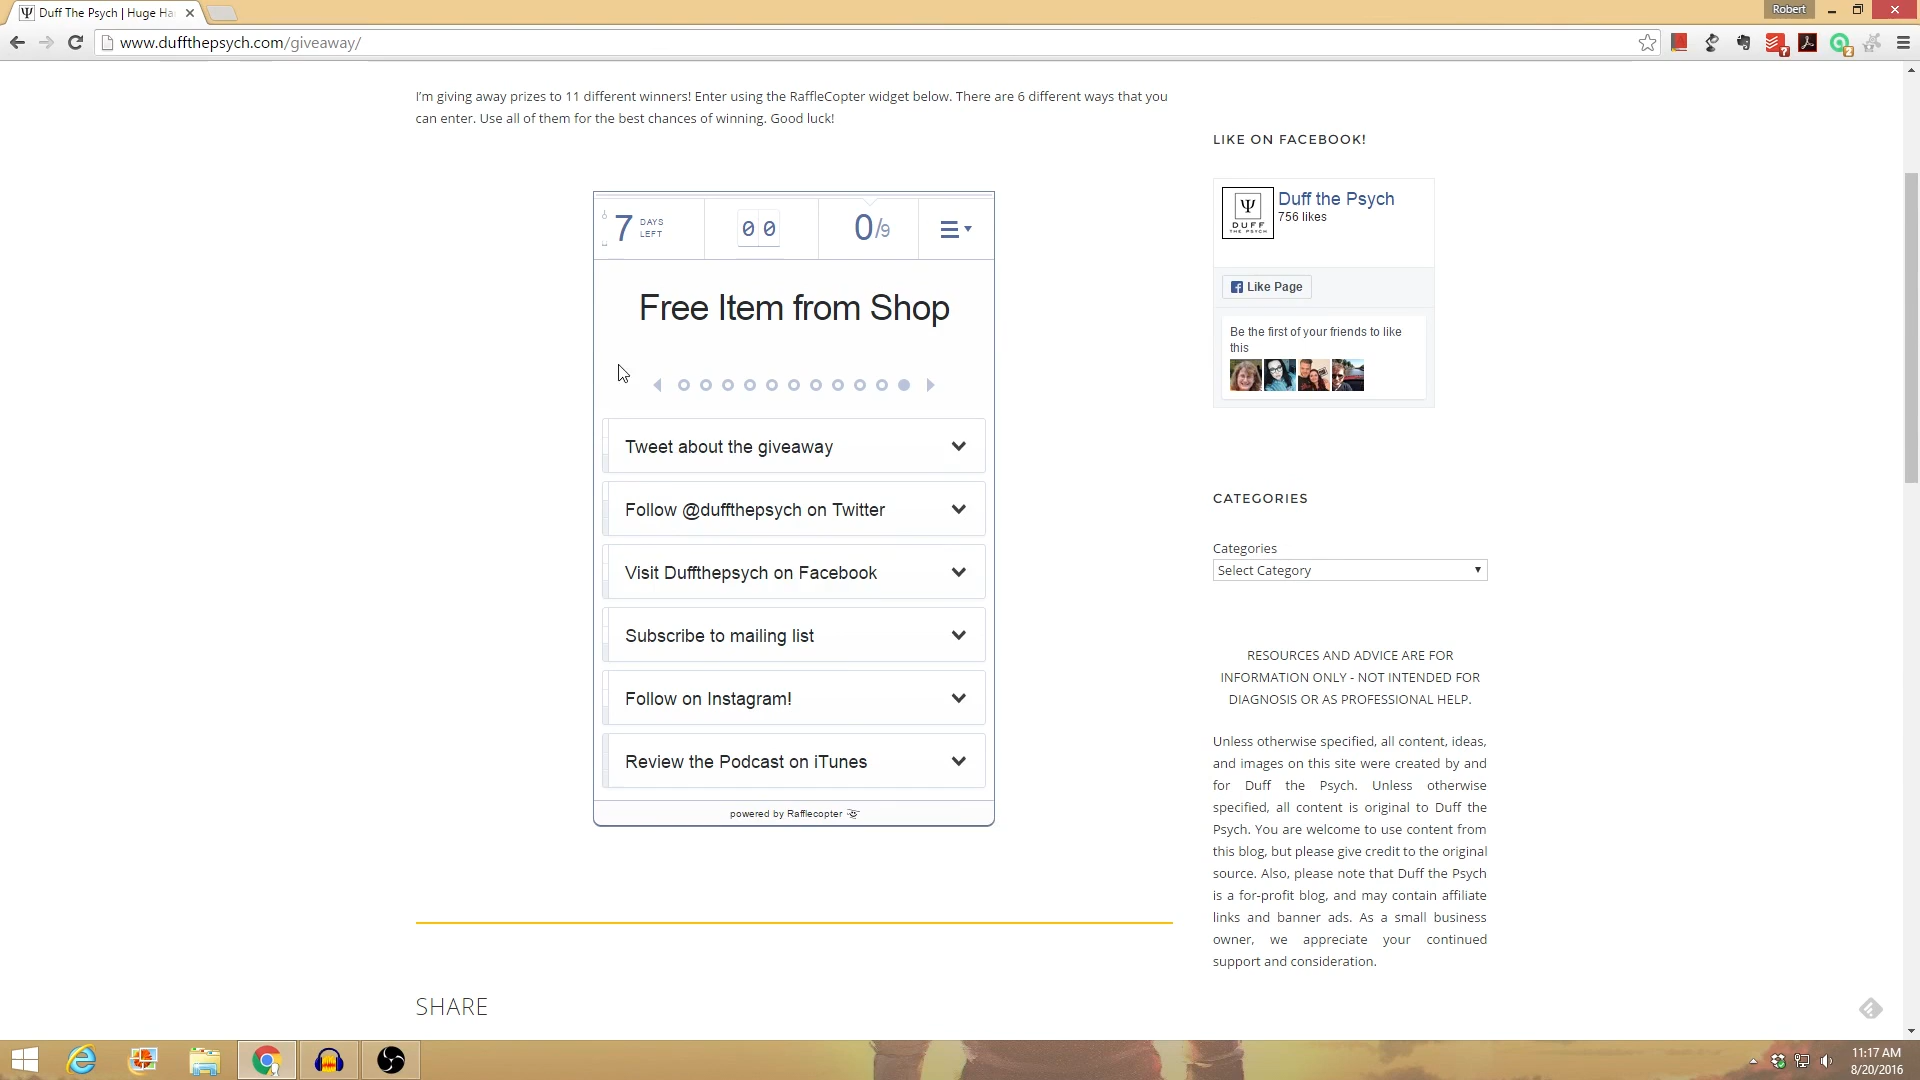 Duff The Psych | Huge Ha
Robert
www.duffthepsych.com/giveaway/
7
2
I'm giving away prizes to 11 different winners! Enter using the RaffleCopter widget below. There are 6 different ways that you
can enter. Use all of them for the best chances of winning. Good luck!
7 DAYS
LEFT
00
0/9
Free Item from Shop
Tweet about the giveaway
Follow @duffthepsych on Twitter
Visit Duffthepsych on Facebook
Subscribe to mailing list
Follow on Instagram!
Review the Podcast on iTunes
powered by Rafflecopter
SHARE
LIKE ON FACEBOOK!
Ψ
DUFF
THE PSYCH
Duff the Psych
756 likes
Like Page
Be the first of your friends to like
this
CATEGORIES
Categories
Select Category
RESOURCES AND ADVICE ARE FOR
INFORMATION ONLY - NOT INTENDED FOR
DIAGNOSIS OR AS PROFESSIONAL HELP.
Unless otherwise specified, all content, ideas,
and images on this site were created by and
for Duff the Psych. Unless otherwise
specified, all content is original to Duff the
Psych. You are welcome to use content from
this blog, but please give credit to the original
source. Also, please note that Duff the Psych
is a for-profit blog, and may contain affiliate
links and banner ads. As a small business
owner, we appreciate your continued
support and consideration.
11:17 AM
8/20/2016